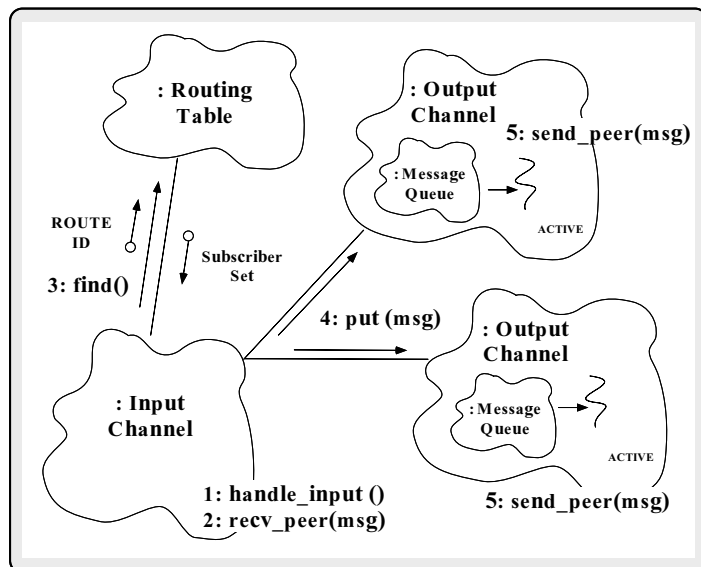 : Routing
Table
: Output
Channel
5: send_peer(msg)
: Message
Queue
ACTIVE
ROUTE
ID
Subscriber
Set
3: find()
4: put (msg)
: Output
Channel
: Message
Queue
ACTIVE
: Input
Channel
1: handle_input ()
2: recv_peer(msg)
5: send_peer(msg)